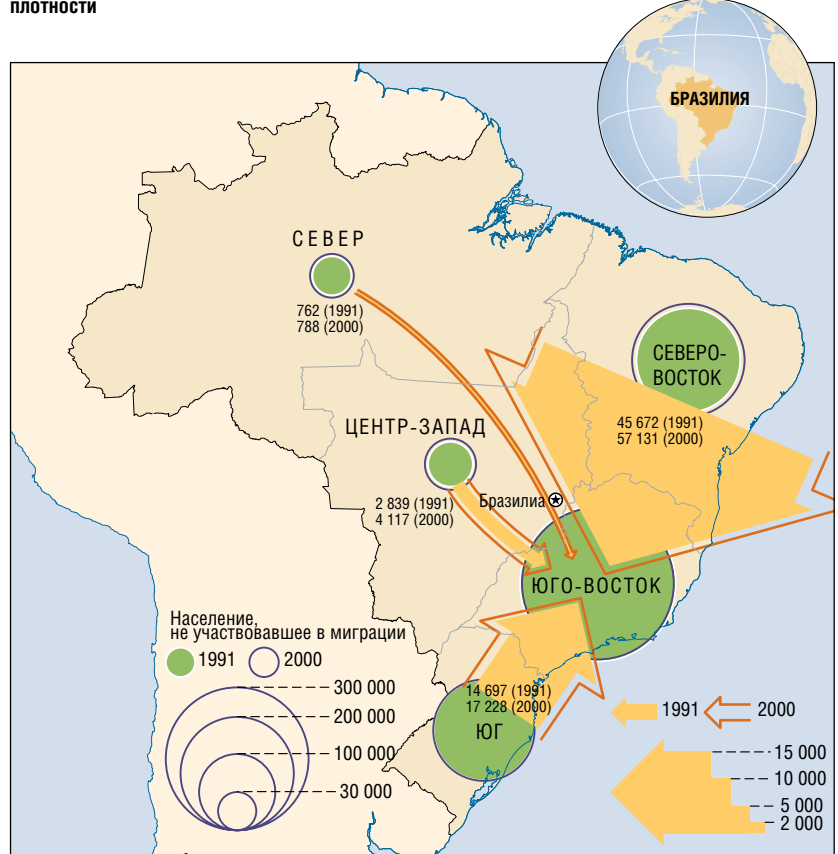 ПЛОТНОСТИ
БРАЗИЛИЯ
СЕВЕР
762 (1991)
788 (2000)
СЕВЕРО-
ВОСТОК
45 672 (1991)
57 131 (2000)
ЦЕНТР-ЗАПАД
2 839 (1991)
4 117 (2000)
Бразилиа
ЮГО-ВОСТОК
Население,
не участвовавшее в миграции
1991
2000
300 000
200 000
100 000
30 000
14 697 (1991)
17 228 (2000)
ЮГ
1991
2000
15 000
10 000
5 000
2 000